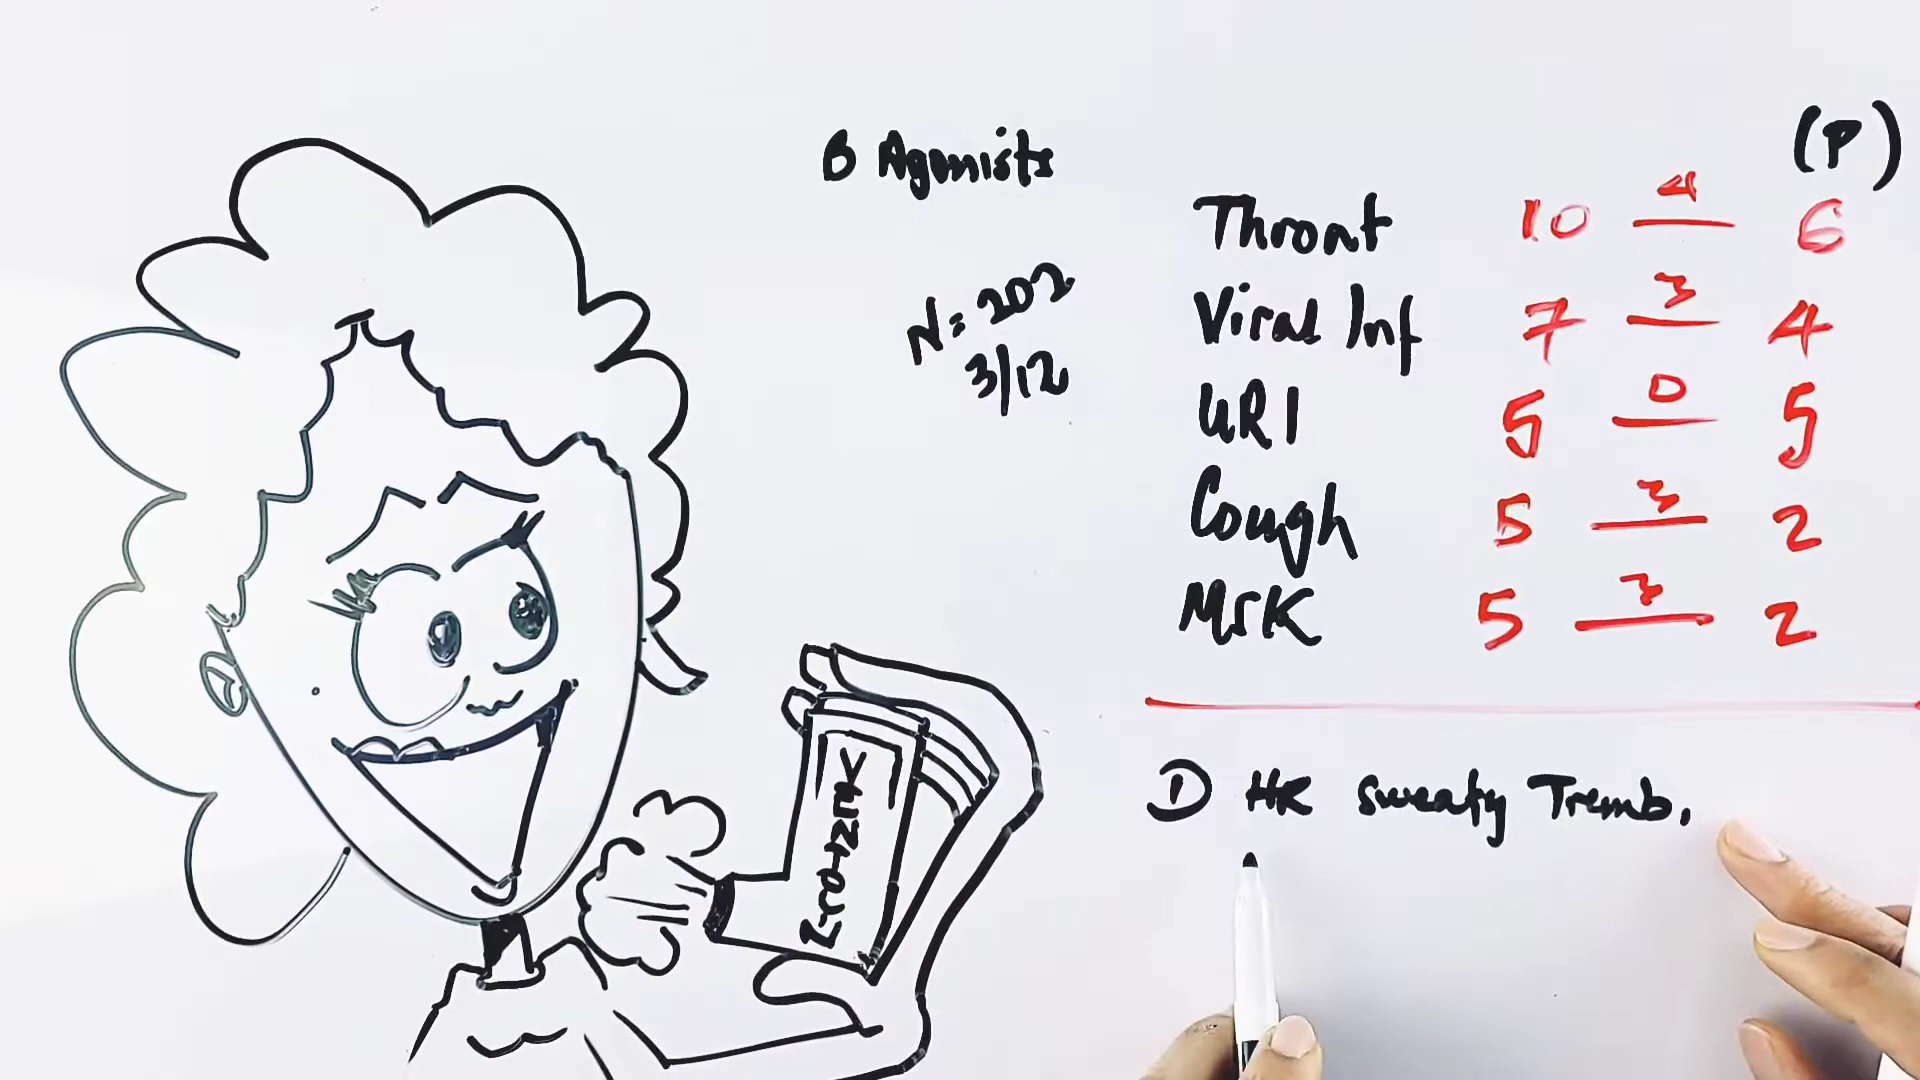 B Agonists
N = 202
3/12
(P)
Throat 10 4 6
Viral Inf 7 3 4
URI 5 0 5
Cough 5 3 2
MSK 5 3 2
1) HR sweaty Tremb.